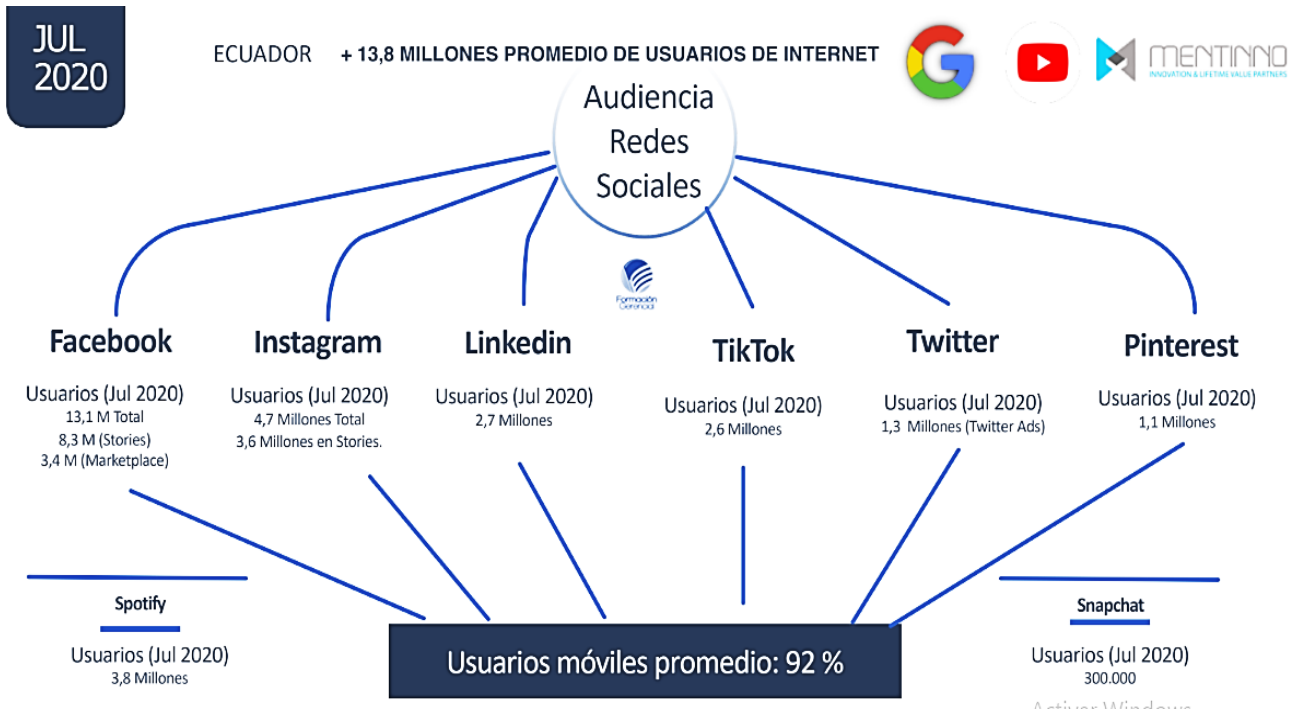 JUL
2020
ECUADOR + 13,8 MILLONES PROMEDIO DE USUARIOS DE INTERNET
MENTINNO
INNOVATION & LIFETIME VALUE PARTNERS
Audiencia
Redes
Sociales
Formación
Gerencial
Facebook
Usuarios (Jul 2020)
13,1 M Total
8,3 M (Stories)
3,4 M (Marketplace)
Instagram
Usuarios (Jul 2020)
4,7 Millones Total
3,6 Millones en Stories.
Linkedin
Usuarios (Jul 2020)
2,7 Millones
TikTok
Usuarios (Jul 2020)
2,6 Millones
Twitter
Usuarios (Jul 2020)
1,3 Millones (Twitter Ads)
Pinterest
Usuarios (Jul 2020)
1,1 Millones
Spotify
Usuarios (Jul 2020)
3,8 Millones
Usuarios móviles promedio: 92 %
Snapchat
Usuarios (Jul 2020)
300.000
Activar Windows